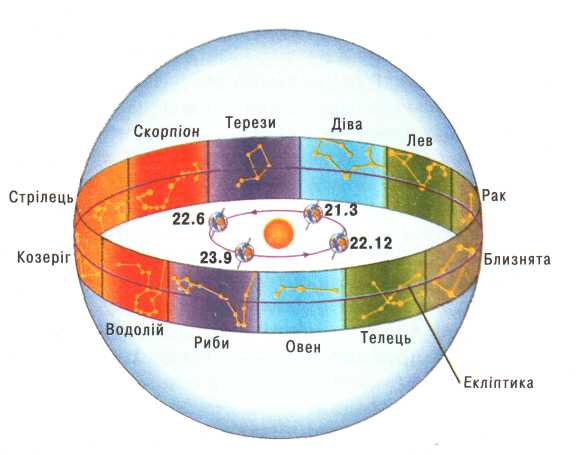 Терези
Діва
Скорпіон
Лев
Стрілець
Рак
22.6
21.3
Козеріг
23.9
22.12
Близнята
Водолій
Риби
Овен
Телець
Екліптика